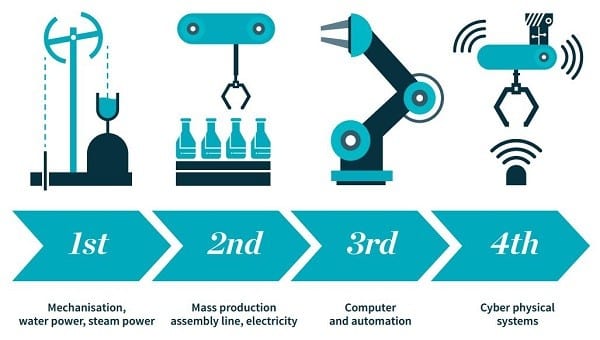 1st
2nd
3rd
4th
Mechanisation,
water power, steam power
Mass production
assembly line, electricity
Computer
and automation
Cyber physical
systems